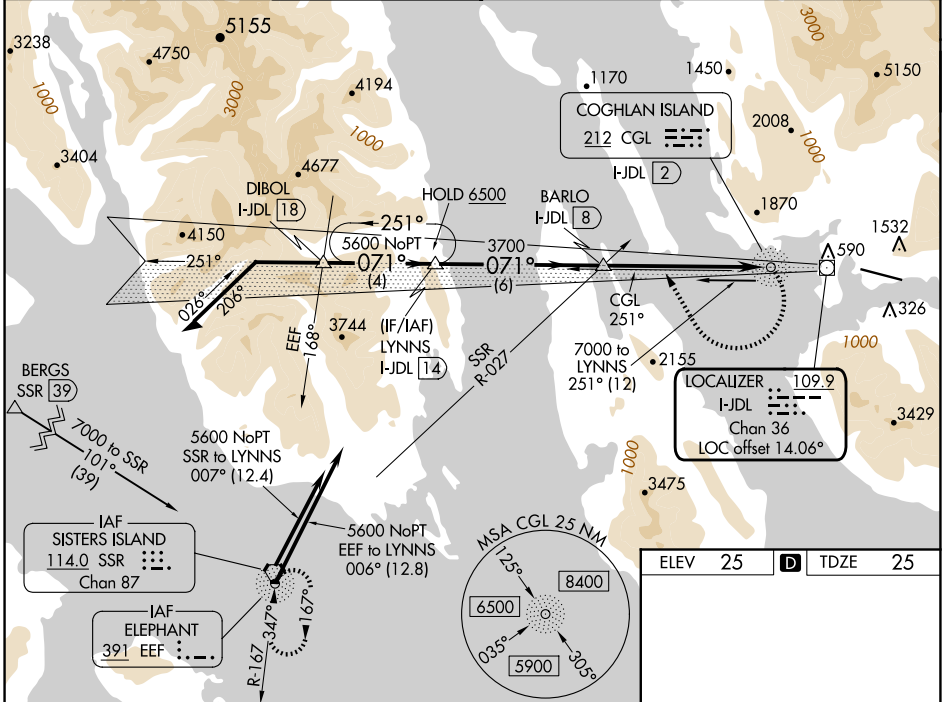 5155
3238
4750
4194
1000
3000
1000
3404
4677
1170
1450
3000
5150
COGHLAN ISLAND
212 CGL
I-JDL 2
2008
1000
1870
1532
590
326
1000
DIBOL
I-JDL 18
HOLD 6500
BARLO
I-JDL 8
4150
251°
5600 NoPT
3700
251°
071°
071°
(4)
(6)
026°
206°
EEF
168°
3744
(IF/IAF)
LYNNS
I-JDL 14
SSR
R-027
CGL
251°
7000 to
LYNNS
251° (12)
2155
LOCALIZER 109.9
I-JDL
Chan 36
LOC offset 14.06°
3429
1000
3475
BERGS
SSR 39
7000 to SSR
101°
(39)
5600 NoPT
SSR to LYNNS
007° (12.4)
5600 NoPT
EEF to LYNNS
006° (12.8)
IAF
SISTERS ISLAND
114.0 SSR
Chan 87
IAF
ELEPHANT
391 EEF
R-167
347°
167°
MSA CGL 25 NM
125°
8400
6500
035°
5900
305°
ELEV 25 D TDZE 25